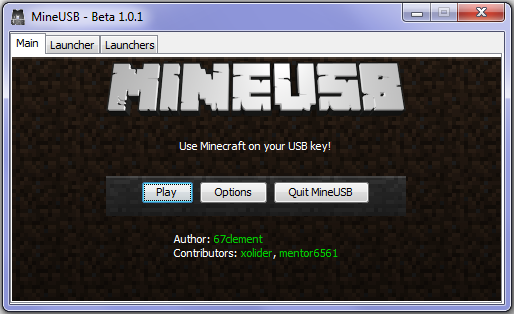 MineUSB - Beta 1.0.1
Main Launcher Launchers
MINEUSB
Use Minecraft on your USB key!
Play Options Quit MineUSB
Author: 67clement
Contributors: xolider, mentor6561